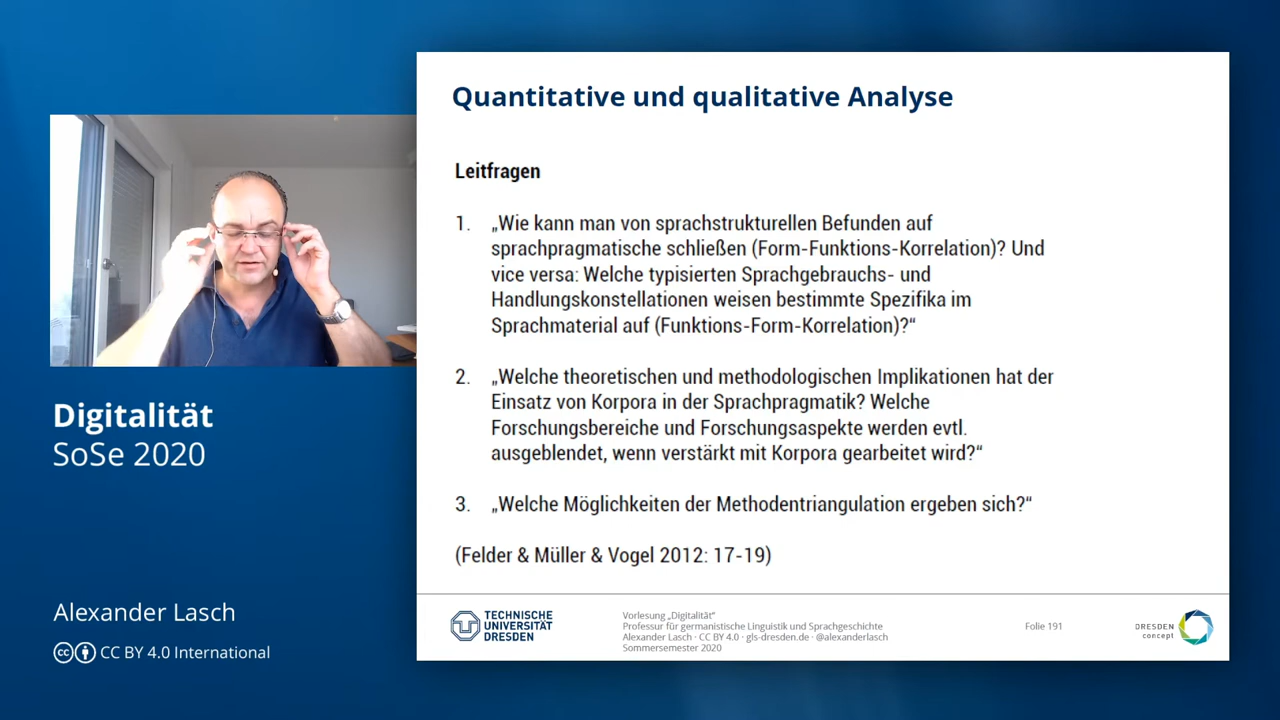 Quantitative und qualitative Analyse
Leitfragen
1. „Wie kann man von sprachstrukturellen Befunden auf
sprachpragmatische schließen (Form-Funktions-Korrelation)? Und
vice versa: Welche typisierten Sprachgebrauchs- und
Handlungskonstellationen weisen bestimmte Spezifika im
Sprachmaterial auf (Funktions-Form-Korrelation)?“
2. „Welche theoretischen und methodologischen Implikationen hat der
Einsatz von Korpora in der Sprachpragmatik? Welche
Forschungsbereiche und Forschungsaspekte werden evtl.
ausgeblendet, wenn verstärkt mit Korpora gearbeitet wird?“
3. „Welche Möglichkeiten der Methodentriangulation ergeben sich?“
(Felder & Müller & Vogel 2012: 17-19)
Digitalität
SoSe 2020
Alexander Lasch
cc CC BY 4.0 International
TECHNISCHE
UNIVERSITÄT
DRESDEN
Vorlesung „Digitalität“
Professur für germanistische Linguistik und Sprachgeschichte
Alexander Lasch · CC BY 4.0 · gls-dresden.de · @alexanderlasch
Sommersemester 2020
Folie 191
DRESDEN
concept